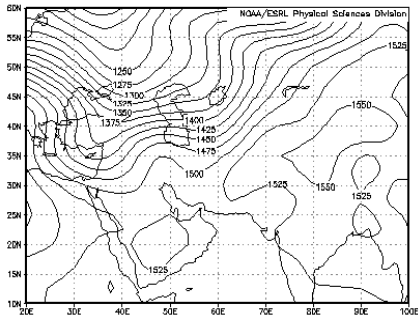 NOAA/ESRL Physical Sciences Division
60N
55N
1525
50N
1250
1275
1300
45N
1325
1550
1350
1375
1400
40N
1425
1450
1475
35N
1500
30N
1525
1550
1525
25N
20N
1525
15N
10N
20E 30E 40E 50E 60E 70E 80E 90E 100E